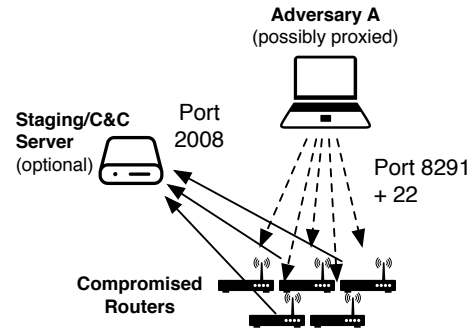 Adversary A
(possibly proxied)
Staging/C&C
Server
(optional)
Port
2008
Port 8291
+ 22
Compromised
Routers